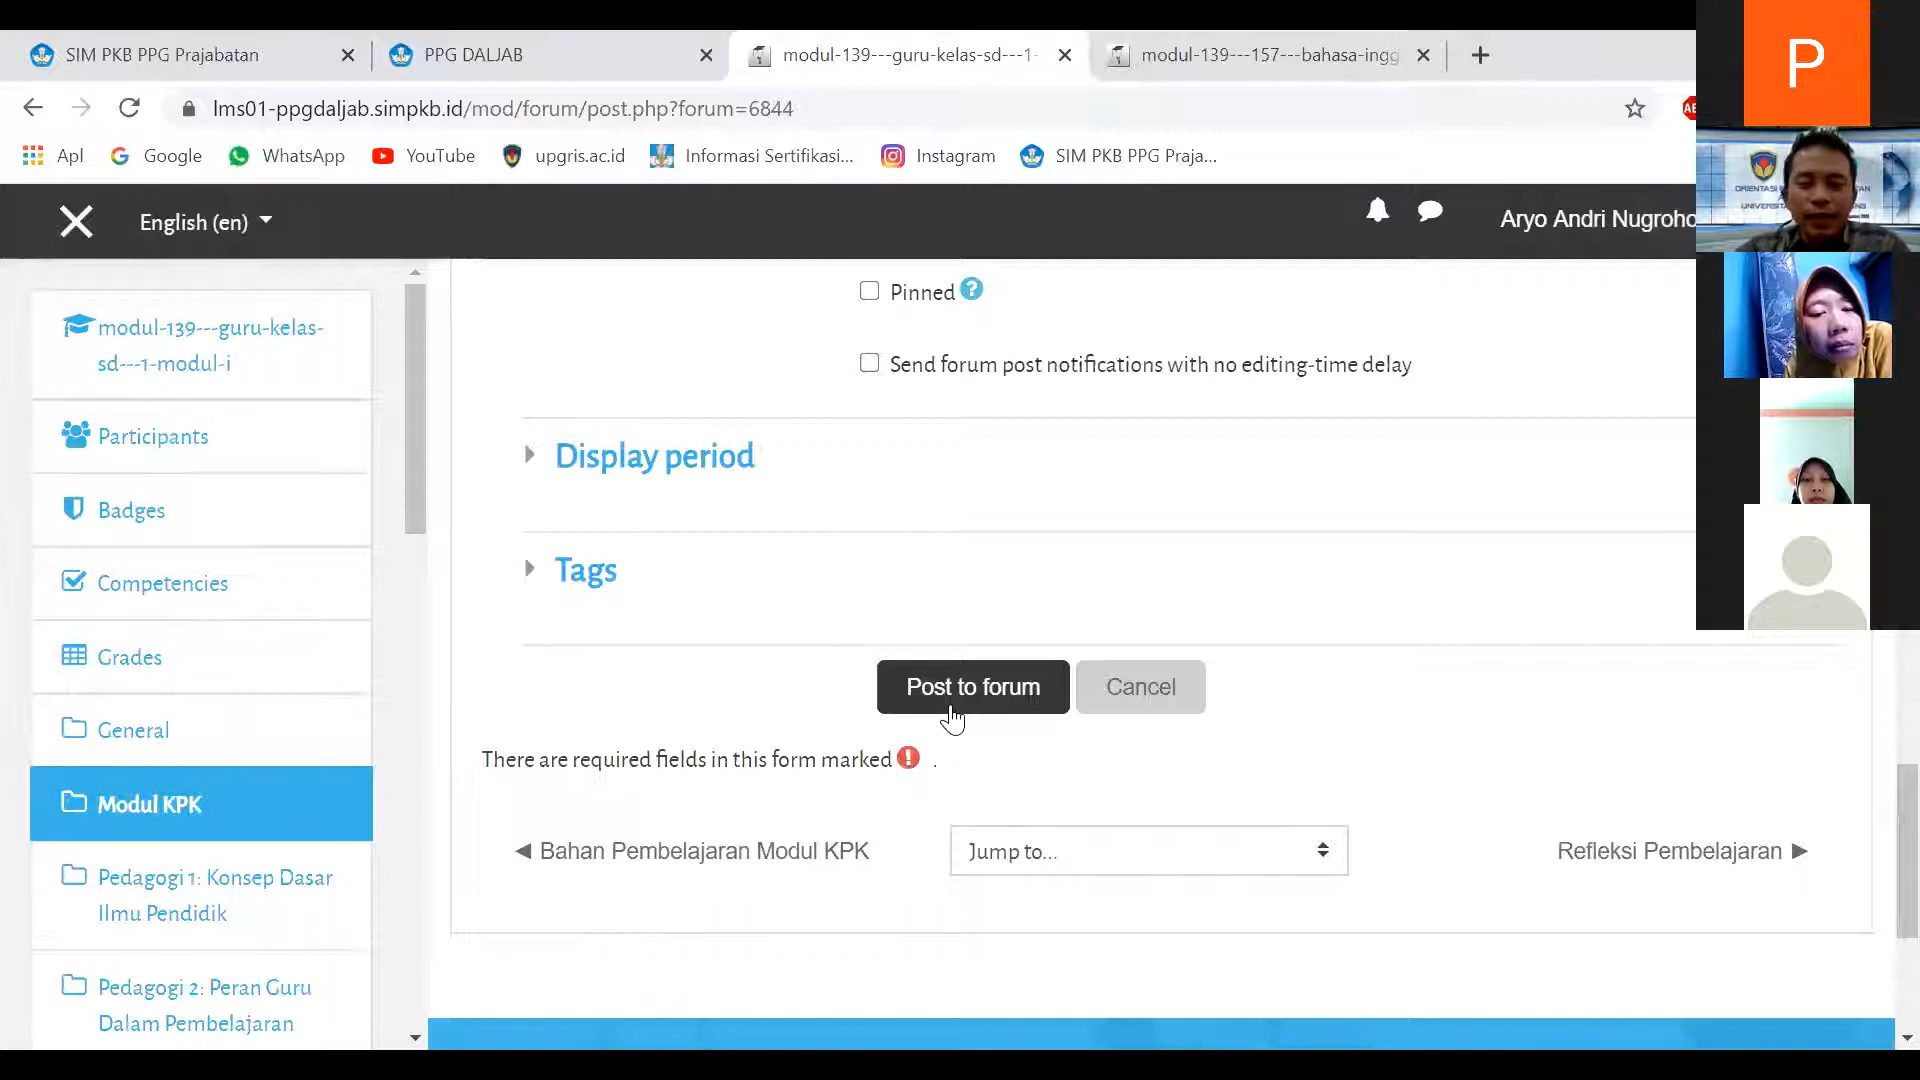 SIM PKB PPG Prajabatan
PPG DALJAB
modul-139---guru-kelas-sd---1-
modul-139---157---bahasa-ingg
lms01-ppgdaljab.simpkb.id/mod/forum/post.php?forum=6844
Apl
Google
WhatsApp
YouTube
upgris.ac.id
Informasi Sertifikasi...
Instagram
SIM PKB PPG Praja...
English (en)
Aryo Andri Nugroho
P
modul-139---guru-kelas-
sd---1-modul-i
Participants
Badges
Competencies
Grades
General
Modul KPK
Pedagogi 1: Konsep Dasar
Ilmu Pendidik
Pedagogi 2: Peran Guru
Dalam Pembelajaran
Pinned
Send forum post notifications with no editing-time delay
Display period
Tags
Post to forum
Cancel
There are required fields in this form marked .
◀ Bahan Pembelajaran Modul KPK
Jump to...
Refleksi Pembelajaran ▶